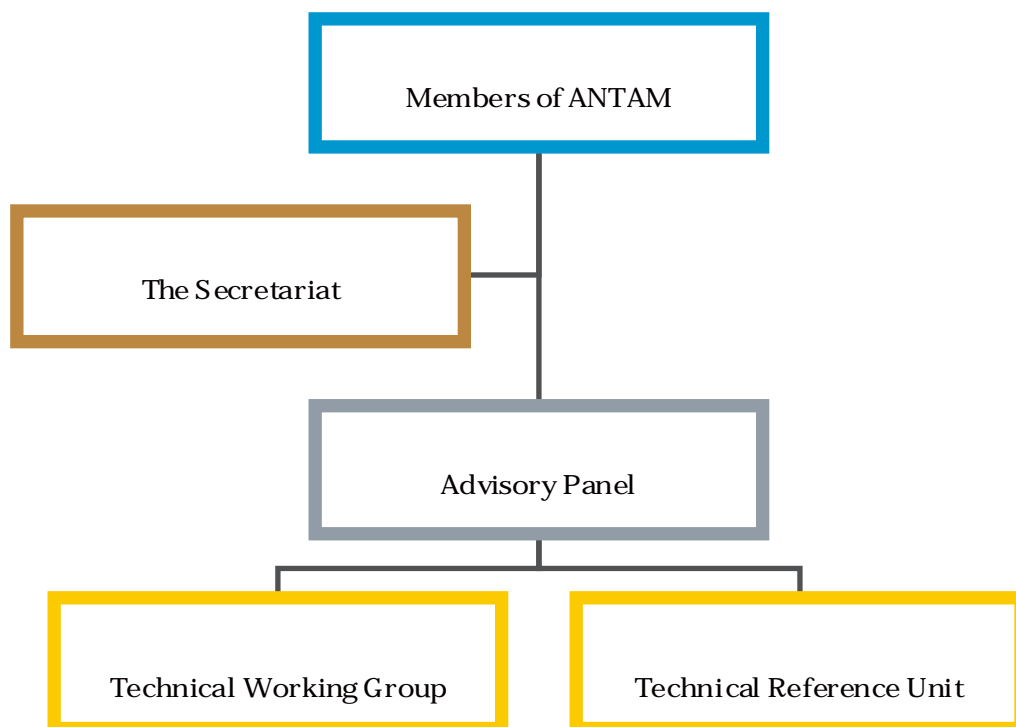 Members of ANTAM
The Secretariat
Advisory Panel
Technical Working Group
Technical Reference Unit